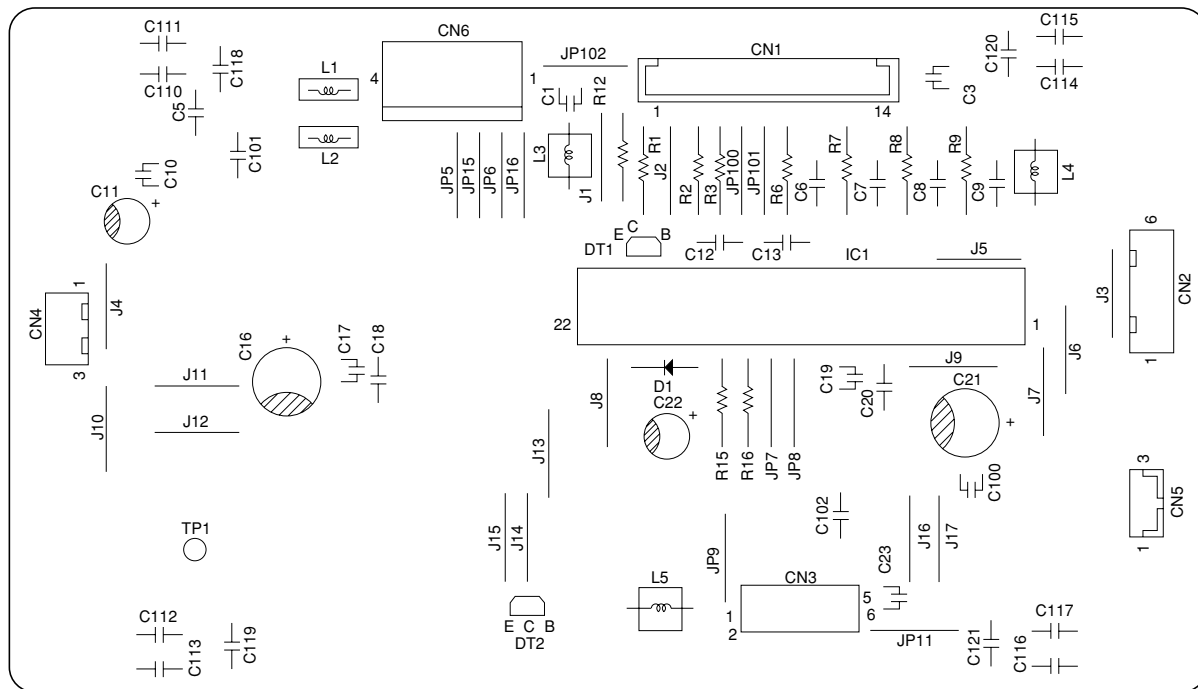 C111
C110
C118
C5
C101
C10
C11
+
L1
L2
CN6
4
1
JP102
C1
R12
CN1
1
14
C3
C120
C115
C114
JP5
JP15
JP6
JP16
L3
J1
R1
J2
R2
R3
JP100
JP101
R6
C6
R7
C7
R8
C8
R9
C9
L4
E
C
B
DT1
C12
C13
IC1
J5
22
1
6
CN2
1
J3
J6
1
CN4
3
J4
J10
J11
J12
C16
+
C17
C18
J8
D1
C22
+
R15
R16
JP7
JP8
C19
C20
J9
C21
+
J7
J13
C100
3
CN5
1
C102
TP1
J15
J14
JP9
C23
J16
J17
L5
CN3
1
2
5
6
E
C
B
DT2
JP11
C121
C117
C116
C112
C113
C119